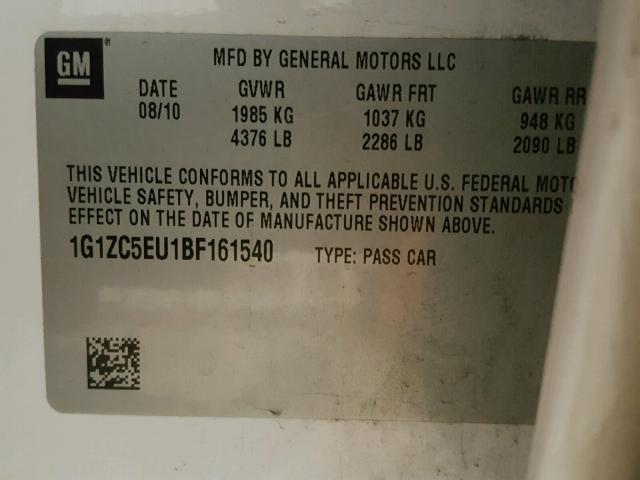 GM ® MFD BY GENERAL MOTORS LLC
DATE GVWR GAWR FRT GAWR RR
08/10 1985 KG 1037 KG 948 KG
4376 LB 2286 LB 2090 LB
THIS VEHICLE CONFORMS TO ALL APPLICABLE U.S. FEDERAL MOTO
VEHICLE SAFETY, BUMPER, AND THEFT PREVENTION STANDARDS
EFFECT ON THE DATE OF MANUFACTURE SHOWN ABOVE.
1G1ZC5EU1BF161540 TYPE: PASS CAR